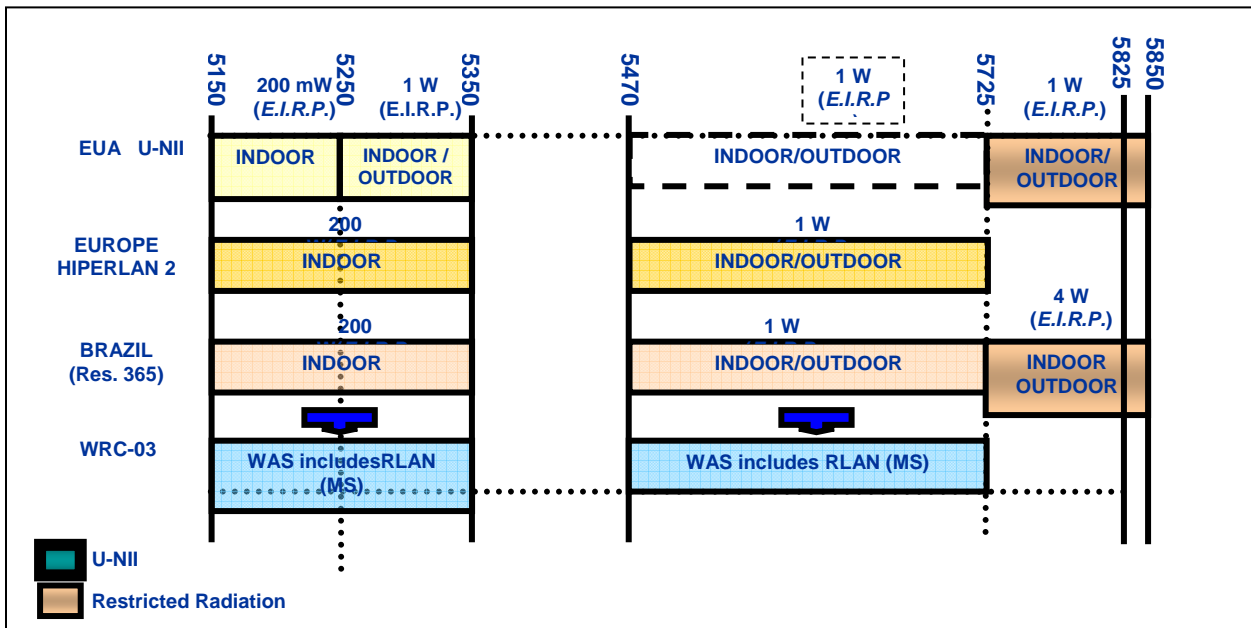 5150
5250
5350
5470
5725
5825
5850
200 mW
(E.I.R.P.)
1 W
(E.I.R.P.)
1 W
(E.I.R.P
1 W
(E.I.R.P.)
EUA U-NII
INDOOR
INDOOR /
OUTDOOR
INDOOR/OUTDOOR
INDOOR/
OUTDOOR
200
1 W
EUROPE
HIPERLAN 2
INDOOR
INDOOR/OUTDOOR
4 W
(E.I.R.P.)
200
1 W
BRAZIL
(Res. 365)
INDOOR
INDOOR/OUTDOOR
INDOOR
OUTDOOR
WRC-03
WAS includesRLAN
(MS)
WAS includes RLAN (MS)
U-NII
Restricted Radiation